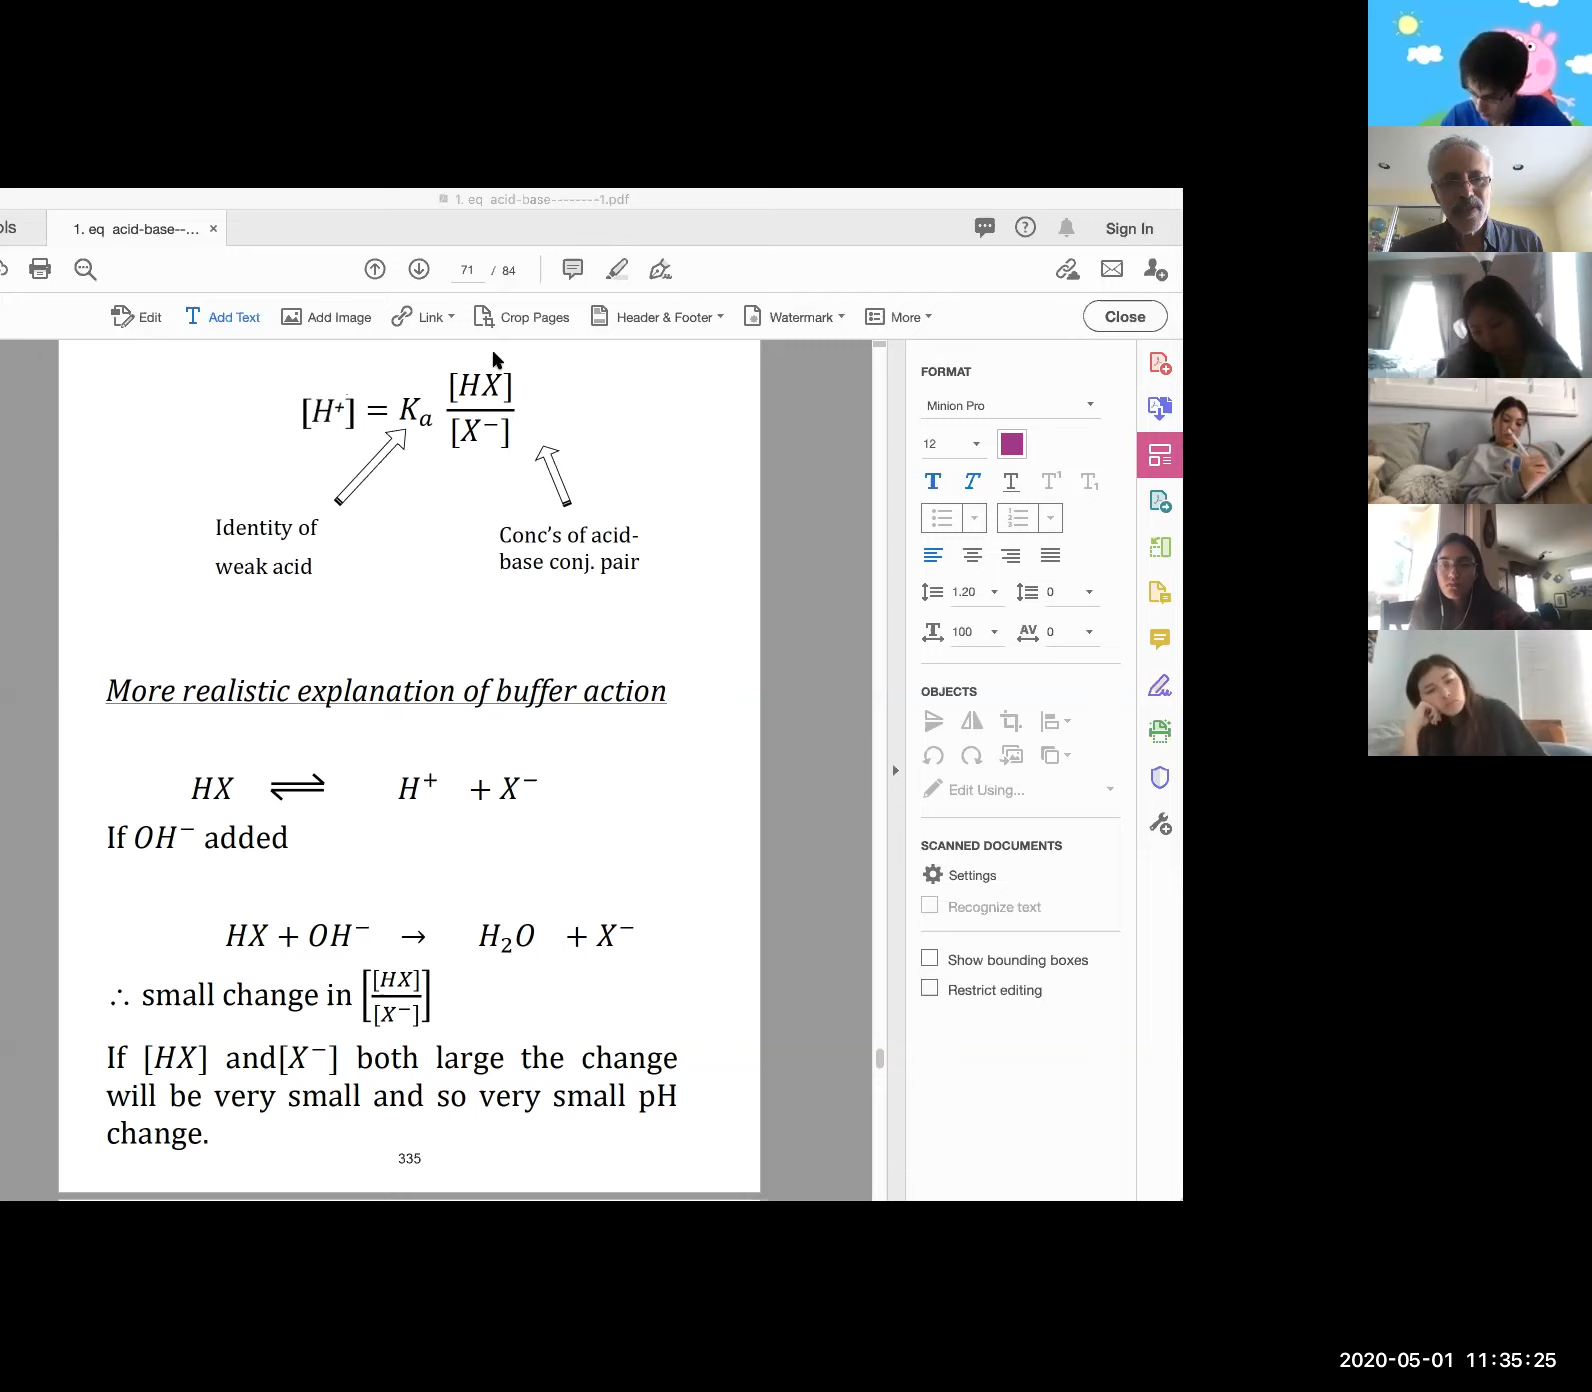 1. eq acid-base--------1.pdf
ols
1. eq acid-base--... ×
Sign In
71 / 84
Edit Add Text Add Image Link Crop Pages Header & Footer Watermark More Close
[H⁺] = Kₐ [HX] / [X⁻]
Identity of
weak acid
Conc's of acid-
base conj. pair
More realistic explanation of buffer action
HX ⇌ H⁺ + X⁻
If OH⁻ added
HX + OH⁻ → H₂O + X⁻
∴ small change in [[HX] / [X⁻]]
If [HX] and[X⁻] both large the change
will be very small and so very small pH
change.
335
FORMAT
Minion Pro
12
T T T T¹ T₁
1.20 0
T 100 AV 0
OBJECTS
Edit Using...
SCANNED DOCUMENTS
Settings
Recognize text
Show bounding boxes
Restrict editing
2020-05-01 11:35:25